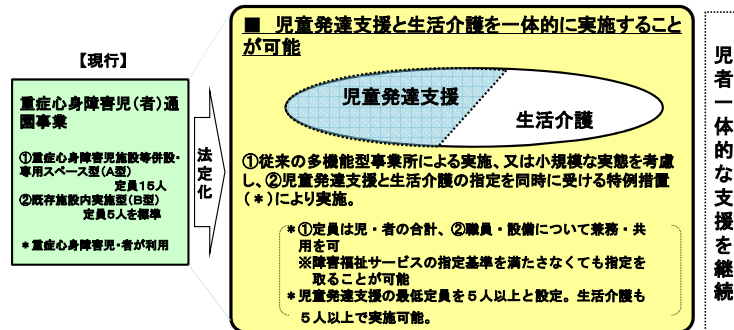 【現行】
重症心身障害児(者)通
園事業
①重症心身障害児施設等併設・
専用スペース型(A型)
定員15人
②既存施設内実施型(B型)
定員5人を標準
＊重症心身障害児・者が利用
法定化
■ 児童発達支援と生活介護を一体的に実施すること
が可能
児童発達支援
生活介護
①従来の多機能型事業所による実施、又は小規模な実態を考慮
し、②児童発達支援と生活介護の指定を同時に受ける特例措置
(＊)により実施。
＊①定員は児・者の合計、②職員・設備について兼務・共
用を可
※障害福祉サービスの指定基準を満たさなくても指定を
取ることが可能
＊児童発達支援の最低定員を５人以上と設定。生活介護も
５人以上で実施可能。
児者一体的な支援を継続